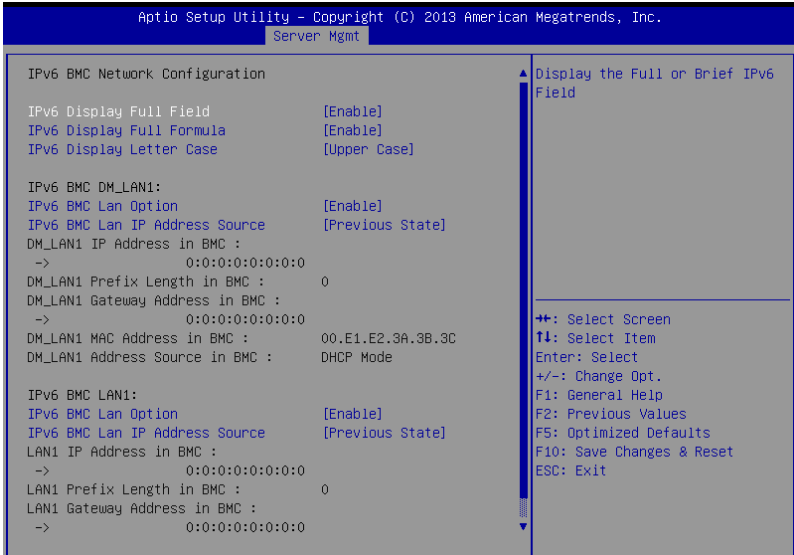 Aptio Setup Utility – Copyright (C) 2013 American Megatrends, Inc.
Server Mgmt
IPv6 BMC Network Configuration
IPv6 Display Full Field [Enable]
IPv6 Display Full Formula [Enable]
IPv6 Display Letter Case [Upper Case]
IPv6 BMC DM_LAN1:
IPv6 BMC Lan Option [Enable]
IPv6 BMC Lan IP Address Source [Previous State]
DM_LAN1 IP Address in BMC :
-> 0:0:0:0:0:0:0:0
DM_LAN1 Prefix Length in BMC : 0
DM_LAN1 Gateway Address in BMC :
-> 0:0:0:0:0:0:0:0
DM_LAN1 MAC Address in BMC : 00.E1.E2.3A.3B.3C
DM_LAN1 Address Source in BMC : DHCP Mode
IPv6 BMC LAN1:
IPv6 BMC Lan Option [Enable]
IPv6 BMC Lan IP Address Source [Previous State]
LAN1 IP Address in BMC :
-> 0:0:0:0:0:0:0:0
LAN1 Prefix Length in BMC : 0
LAN1 Gateway Address in BMC :
-> 0:0:0:0:0:0:0:0
Display the Full or Brief IPv6
Field
→←: Select Screen
↑↓: Select Item
Enter: Select
+/-: Change Opt.
F1: General Help
F2: Previous Values
F5: Optimized Defaults
F10: Save Changes & Reset
ESC: Exit